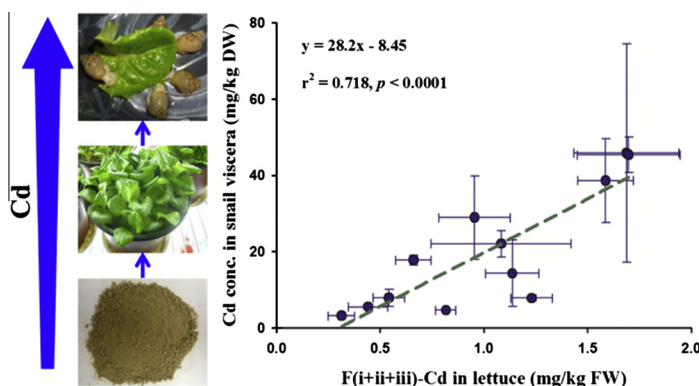 Cd
Cd conc. in snail viscera (mg/kg DW)
80
60
40
20
0
y = 28.2x - 8.45
r² = 0.718, p < 0.0001
0.0 0.5 1.0 1.5 2.0
F(i+ii+iii)-Cd in lettuce (mg/kg FW)